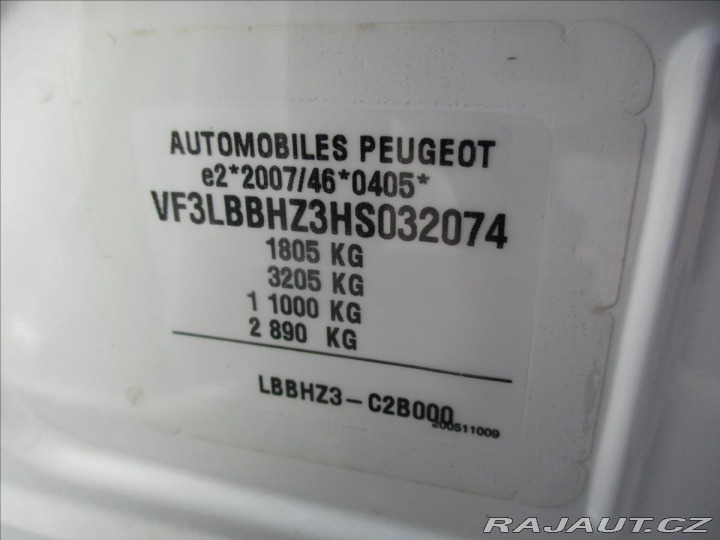 AUTOMOBILES PEUGEOT
e2*2007/46*0405*
VF3LBBHZ3HS032074
1805 KG
3205 KG
1 1000 KG
2 890 KG
LBBHZ3-C2B000
200511009
RAJAUT.CZ